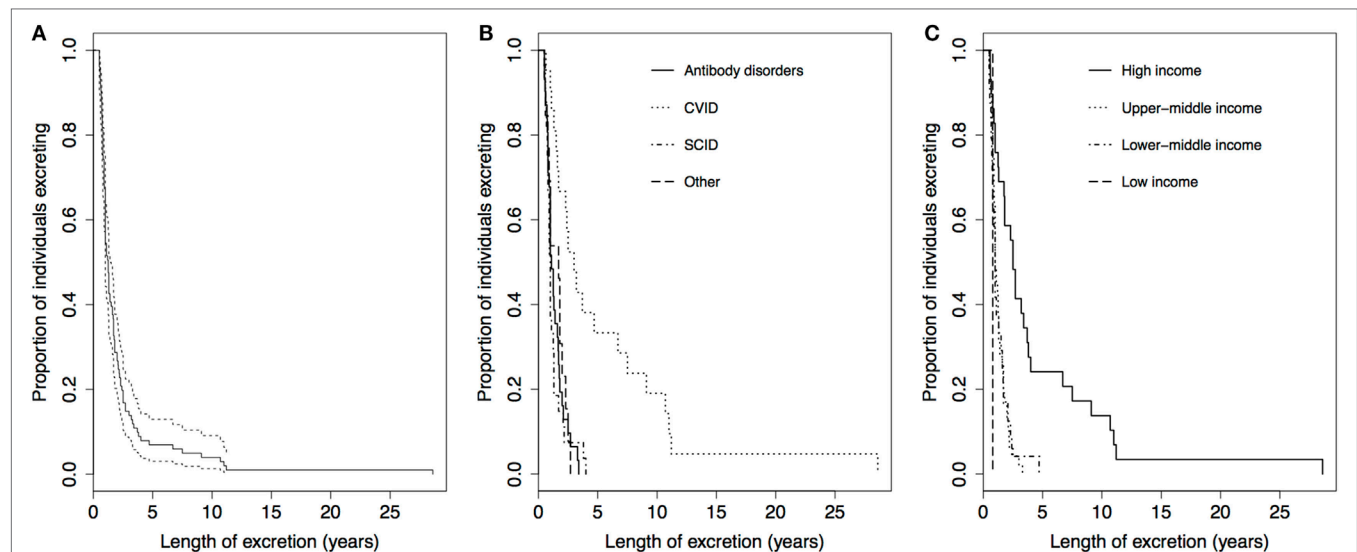 A
Proportion of individuals excreting
1.0
0.8
0.6
0.4
0.2
0.0
0 5 10 15 20 25
Length of excretion (years)
B
Proportion of individuals excreting
1.0
0.8
0.6
0.4
0.2
0.0
Antibody disorders
CVID
SCID
Other
0 5 10 15 20 25
Length of excretion (years)
C
Proportion of individuals excreting
1.0
0.8
0.6
0.4
0.2
0.0
High income
Upper−middle income
Lower−middle income
Low income
0 5 10 15 20 25
Length of excretion (years)